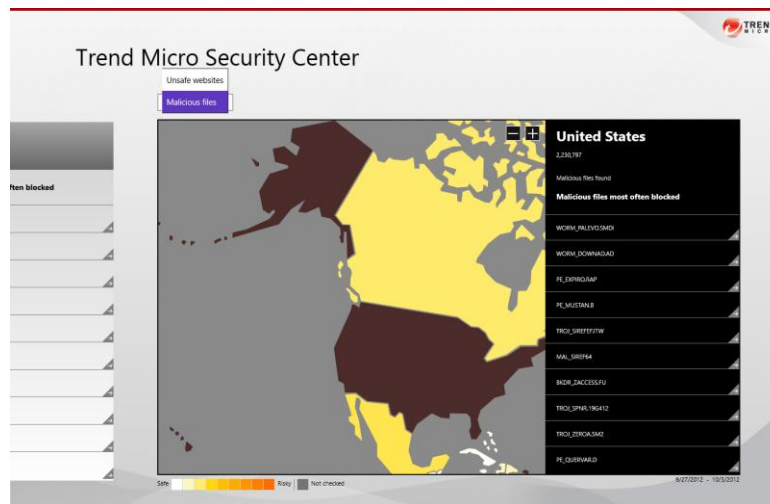 TREN
MICR
Trend Micro Security Center
Unsafe websites
Malicious files
ften blocked
United States
2,230,797
Malicious files found
Malicious files most often blocked
WORM_PALEVO.SMDI
WORM_DOWNAD.AD
PE_EXPIRO.RAP
PE_MUSTAN.B
TROJ_SIREFEF.ITW
MAL_SIREF64
BKDR_ZACCESS.FU
TROJ_SPNR.19G412
TROJ_ZEROA.SM2
PE_QUERVAR.D
Safe Risky Not checked
9/27/2012 - 10/3/2012